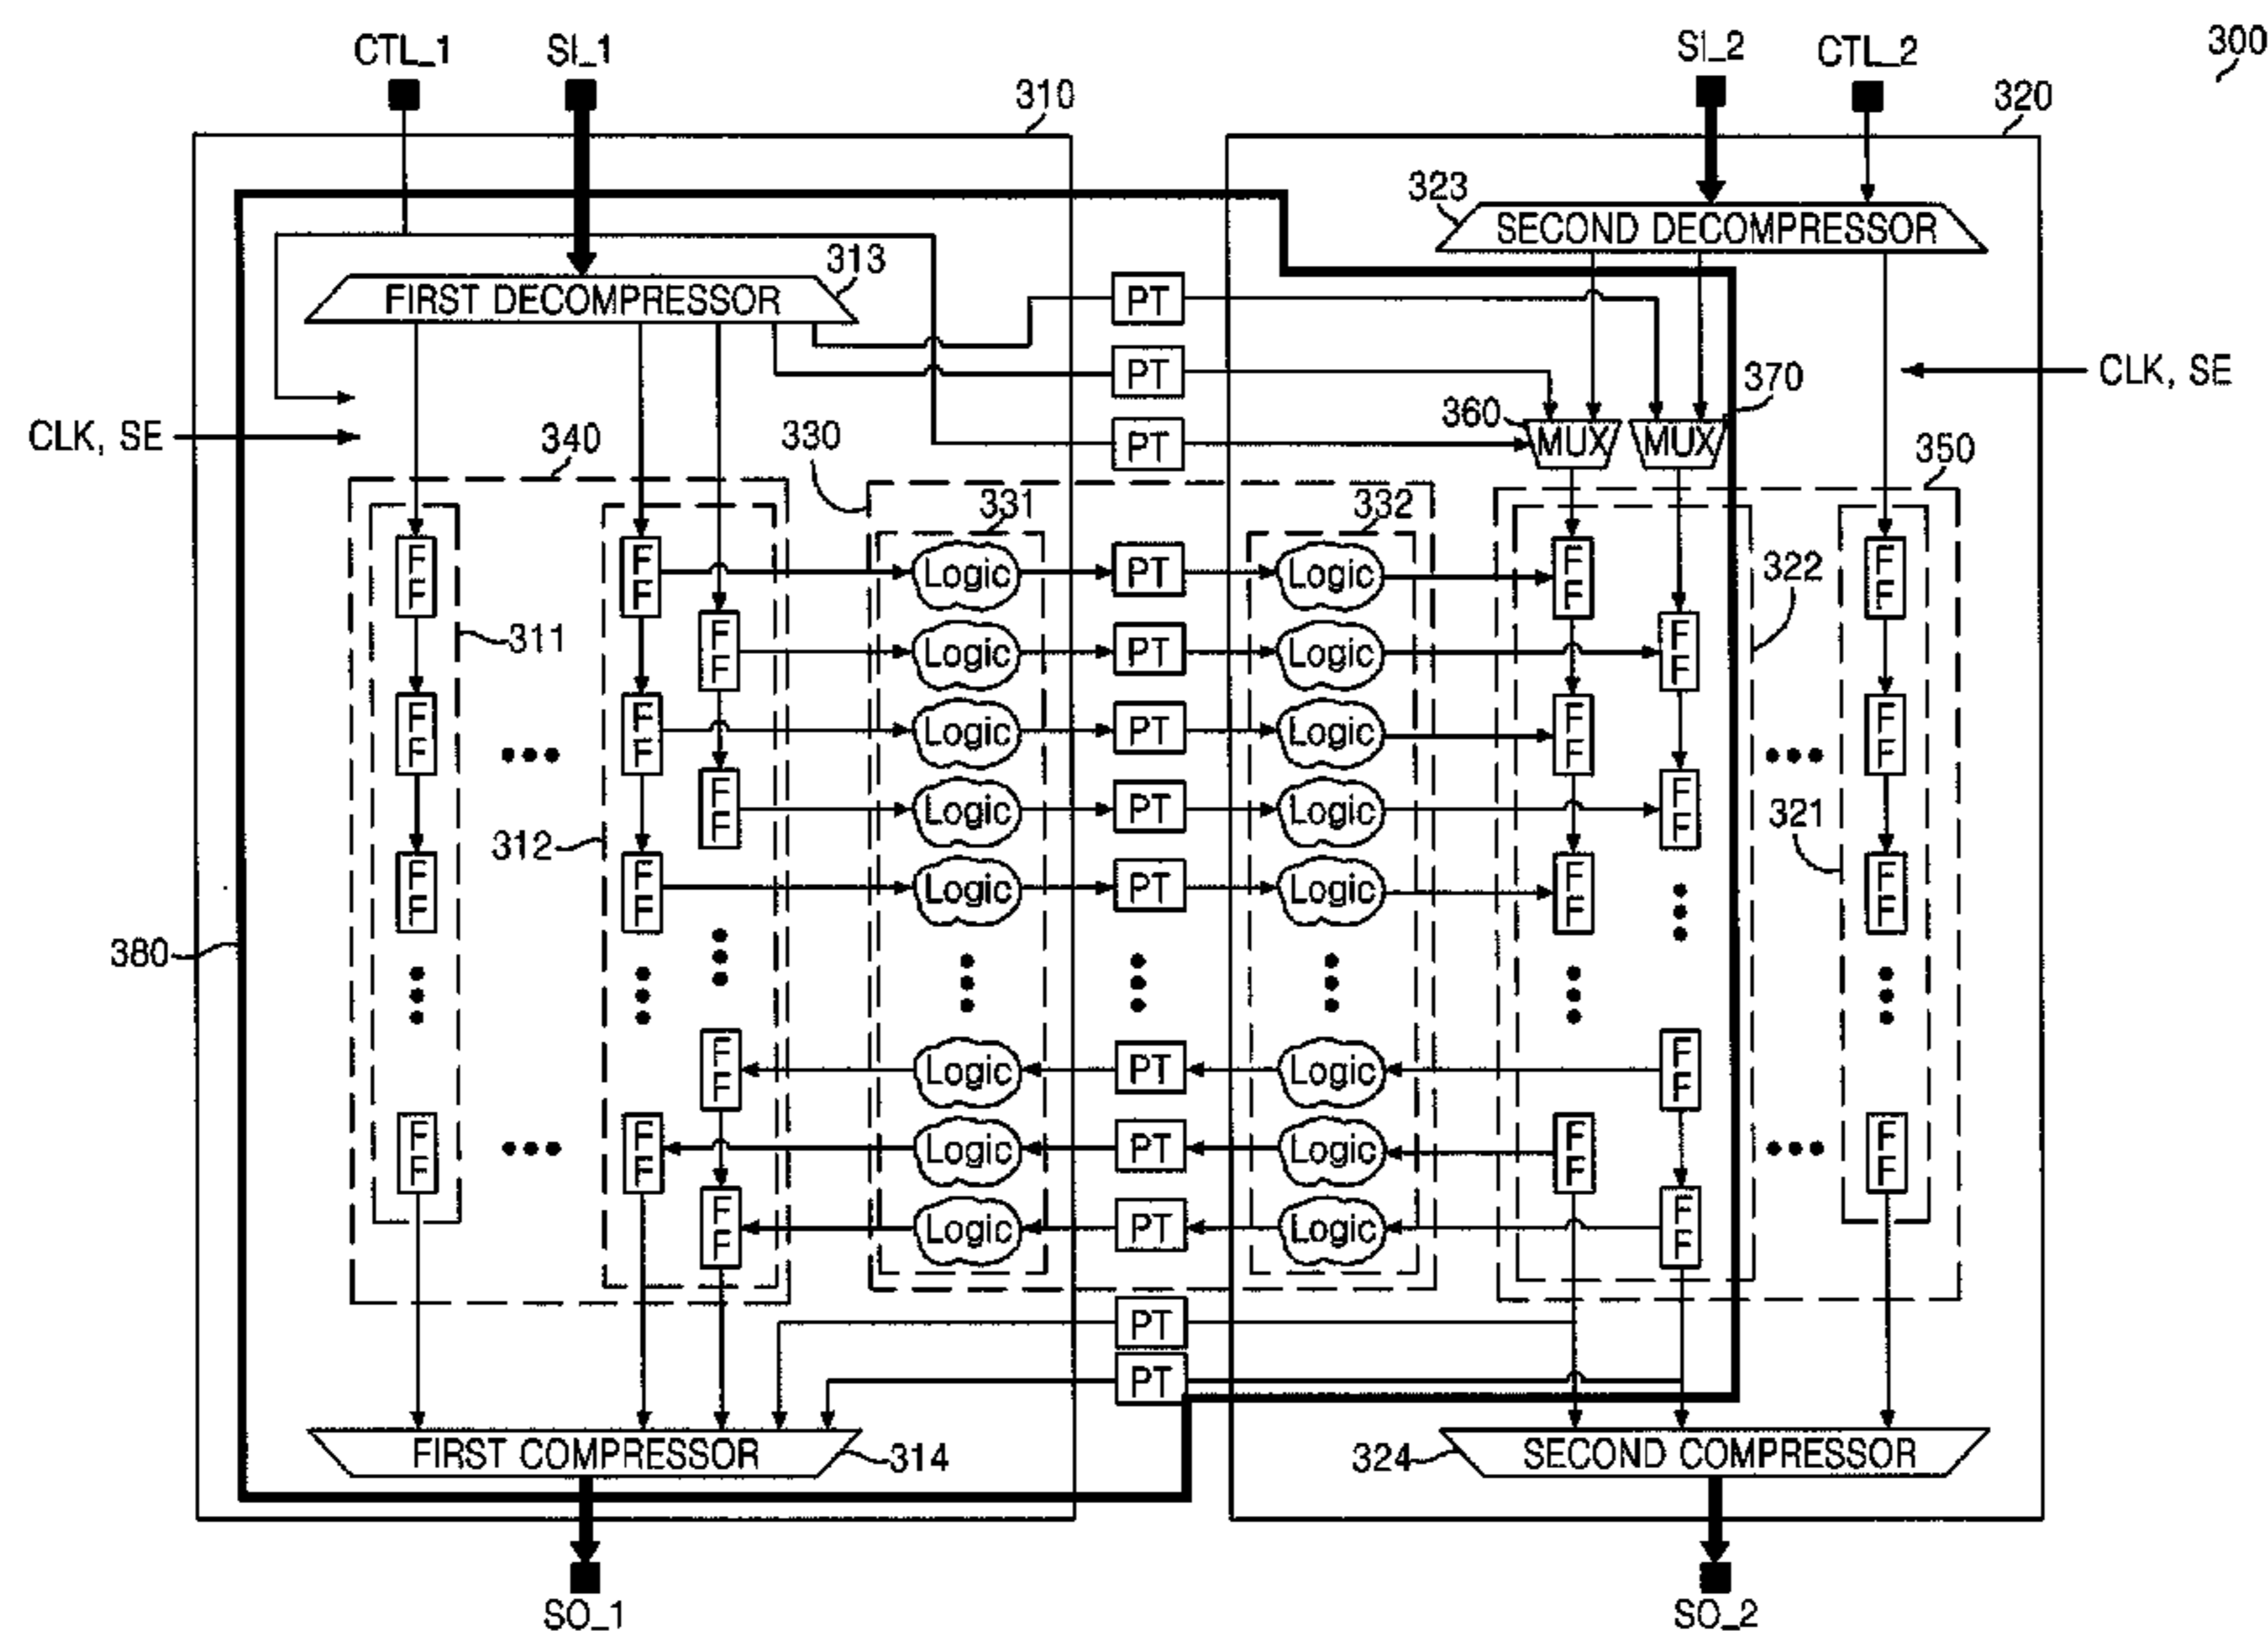 300
CTL_1 SI_1 SI_2 CTL_2
310 320
323 SECOND DECOMPRESSOR
313
FIRST DECOMPRESSOR
PT
PT
PT
CLK, SE
CLK, SE
360 MUX MUX 370
340 330 350
331 332
FF FF Logic PT Logic FF FF
311 FF Logic PT Logic FF 322
FF FF Logic PT Logic FF FF
FF Logic PT Logic FF
312 321
FF FF Logic PT Logic FF FF
380
FF Logic PT Logic FF
FF FF Logic PT Logic FF FF
FF Logic PT Logic FF
PT
PT
FIRST COMPRESSOR 314
324 SECOND COMPRESSOR
SO_1 SO_2